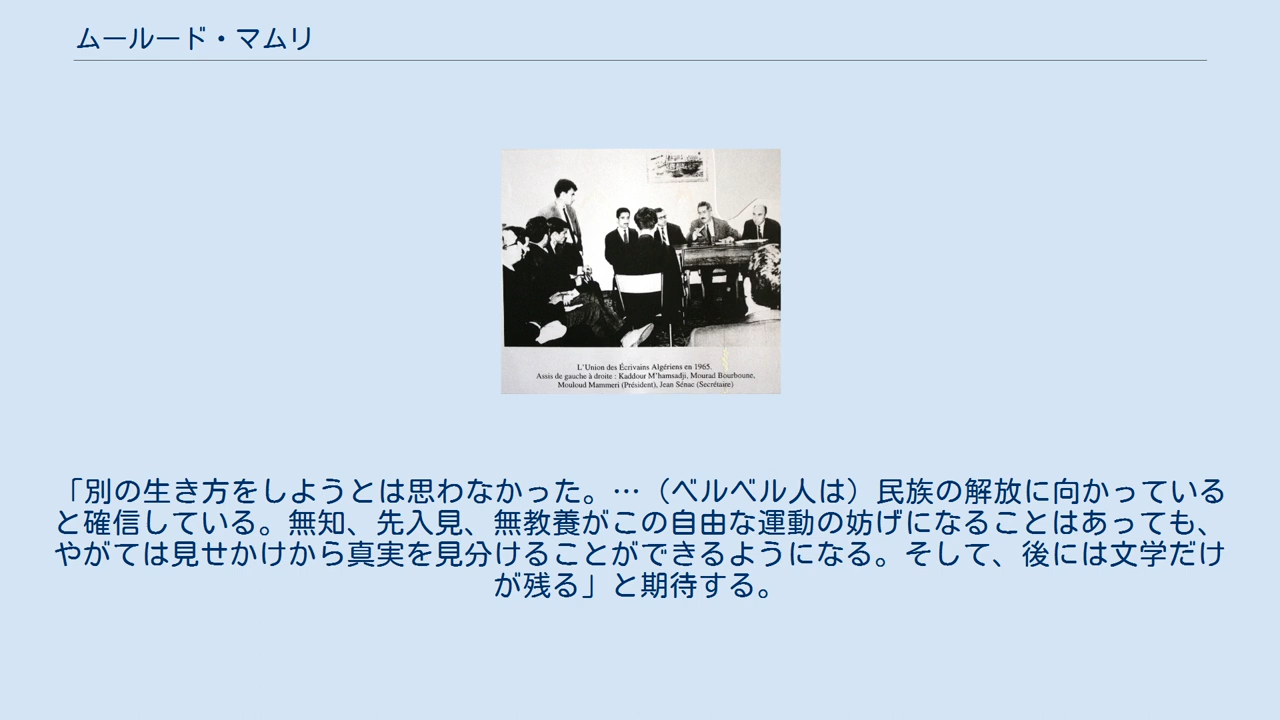 ムールード・マムリ
L'Union des Écrivains Algériens en 1965.
Assis de gauche à droite : Kaddour M'hamsadji, Mourad Bourboune,
Mouloud Mammeri (Président), Jean Sénac (Secrétaire)
「別の生き方をしようとは思わなかった。…（ベルベル人は）民族の解放に向かっている
と確信している。無知、先入見、無教養がこの自由な運動の妨げになることはあっても、
やがては見せかけから真実を見分けることができるようになる。そして、後には文学だけ
が残る」と期待する。